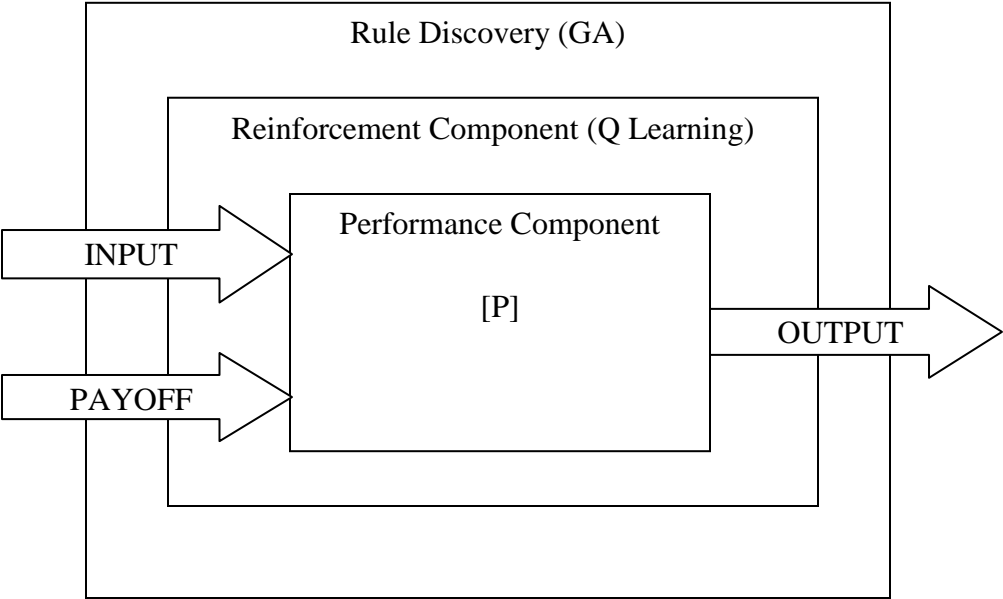 Rule Discovery (GA)
Reinforcement Component (Q Learning)
Performance Component
INPUT
[P]
OUTPUT
PAYOFF